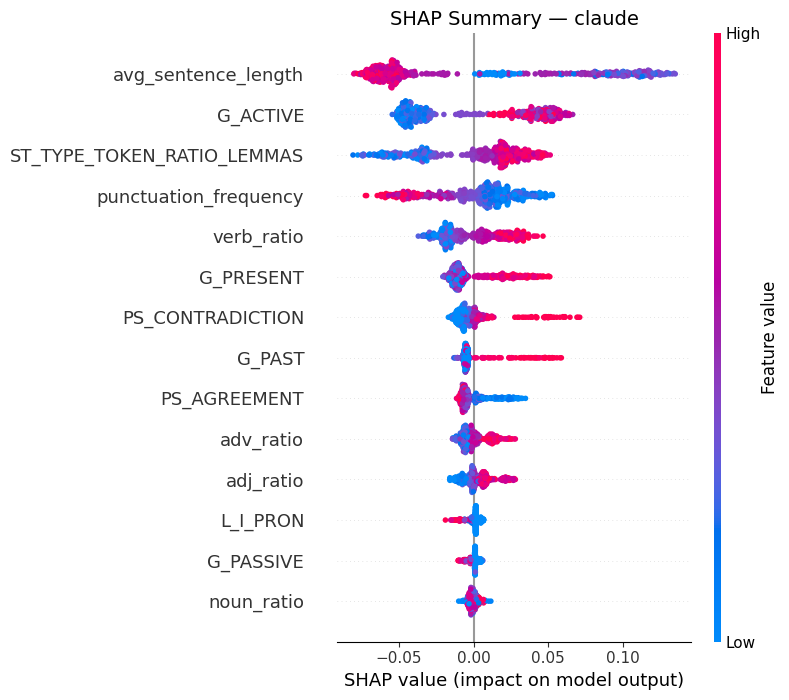 SHAP Summary — claude
High
avg_sentence_length
G_ACTIVE
ST_TYPE_TOKEN_RATIO_LEMMAS
punctuation_frequency
verb_ratio
G_PRESENT
PS_CONTRADICTION
G_PAST
PS_AGREEMENT
adv_ratio
adj_ratio
L_I_PRON
G_PASSIVE
noun_ratio
Feature value
Low
−0.05 0.00 0.05 0.10
SHAP value (impact on model output)